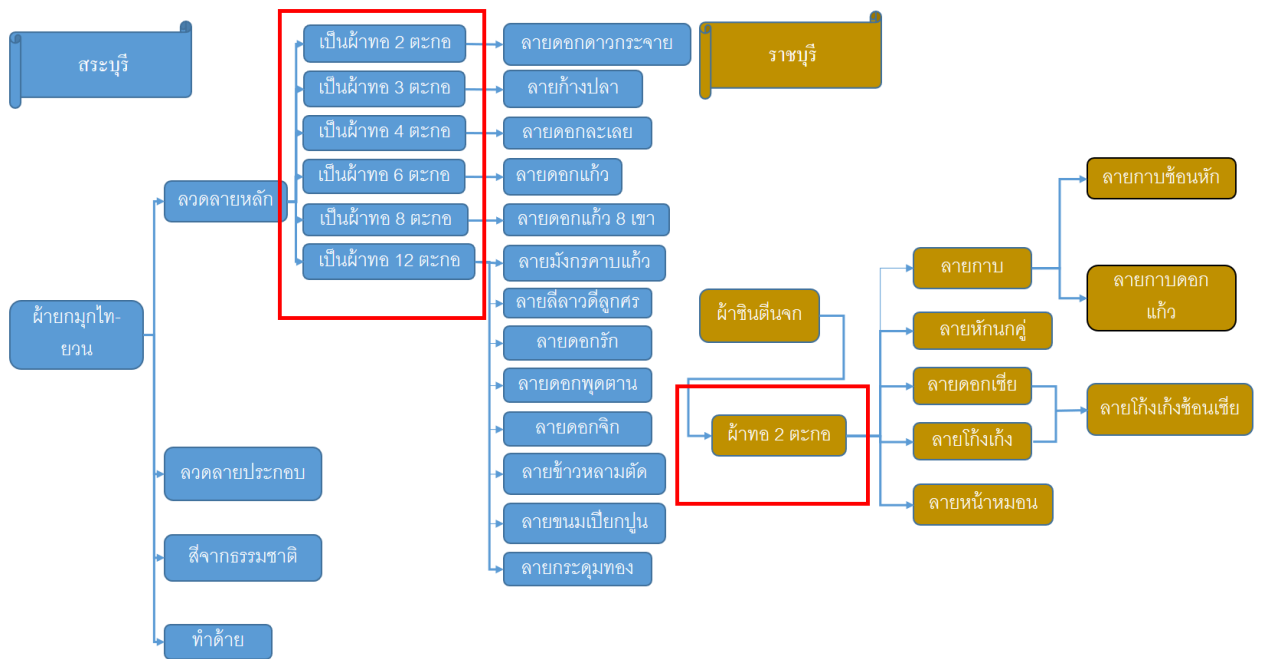 สระบุรี
ผ้ายกมุกไท-
ยวน
ลวดลายหลัก
ลวดลายประกอบ
สีจากธรรมชาติ
ทำด้าย
เป็นผ้าทอ 2 ตะกอ
เป็นผ้าทอ 3 ตะกอ
เป็นผ้าทอ 4 ตะกอ
เป็นผ้าทอ 6 ตะกอ
เป็นผ้าทอ 8 ตะกอ
เป็นผ้าทอ 12 ตะกอ
ลายดอกดาวกระจาย
ลายก้างปลา
ลายดอกละเลย
ลายดอกแก้ว
ลายดอกแก้ว 8 เขา
ลายมังกรคาบแก้ว
ลายลีลาวดีลูกศร
ลายดอกรัก
ลายดอกพุดตาน
ลายดอกจิก
ลายข้าวหลามตัด
ลายขนมเปียกปูน
ลายกระดุมทอง
ราชบุรี
ผ้าซินตีนจก
ผ้าทอ 2 ตะกอ
ลายกาบ
ลายหักนกคู่
ลายดอกเซีย
ลายโก้งเก้ง
ลายหน้าหมอน
ลายกาบซ้อนหัก
ลายกาบดอก
แก้ว
ลายโก้งเก้งซ้อนเซีย